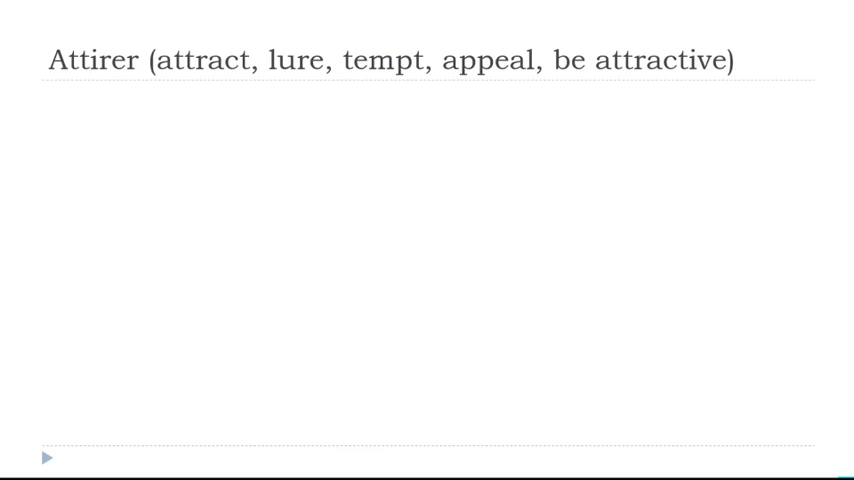 Attirer (attract, lure, tempt, appeal, be attractive)